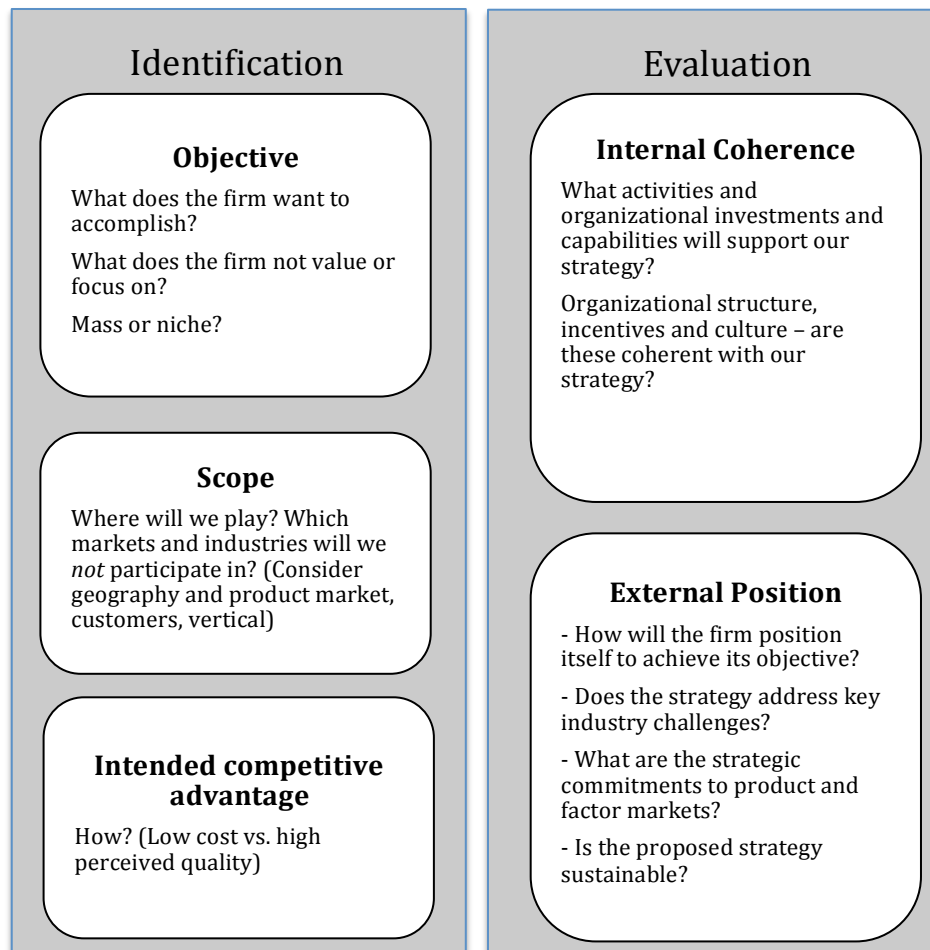 Identification
Objective
What does the firm want to
accomplish?
What does the firm not value or
focus on?
Mass or niche?
Scope
Where will we play? Which
markets and industries will we
not participate in? (Consider
geography and product market,
customers, vertical)
Intended competitive
advantage
How? (Low cost vs. high
perceived quality)
Evaluation
Internal Coherence
What activities and
organizational investments and
capabilities will support our
strategy?
Organizational structure,
incentives and culture – are
these coherent with our
strategy?
External Position
- How will the firm position
itself to achieve its objective?
- Does the strategy address key
industry challenges?
- What are the strategic
commitments to product and
factor markets?
- Is the proposed strategy
sustainable?